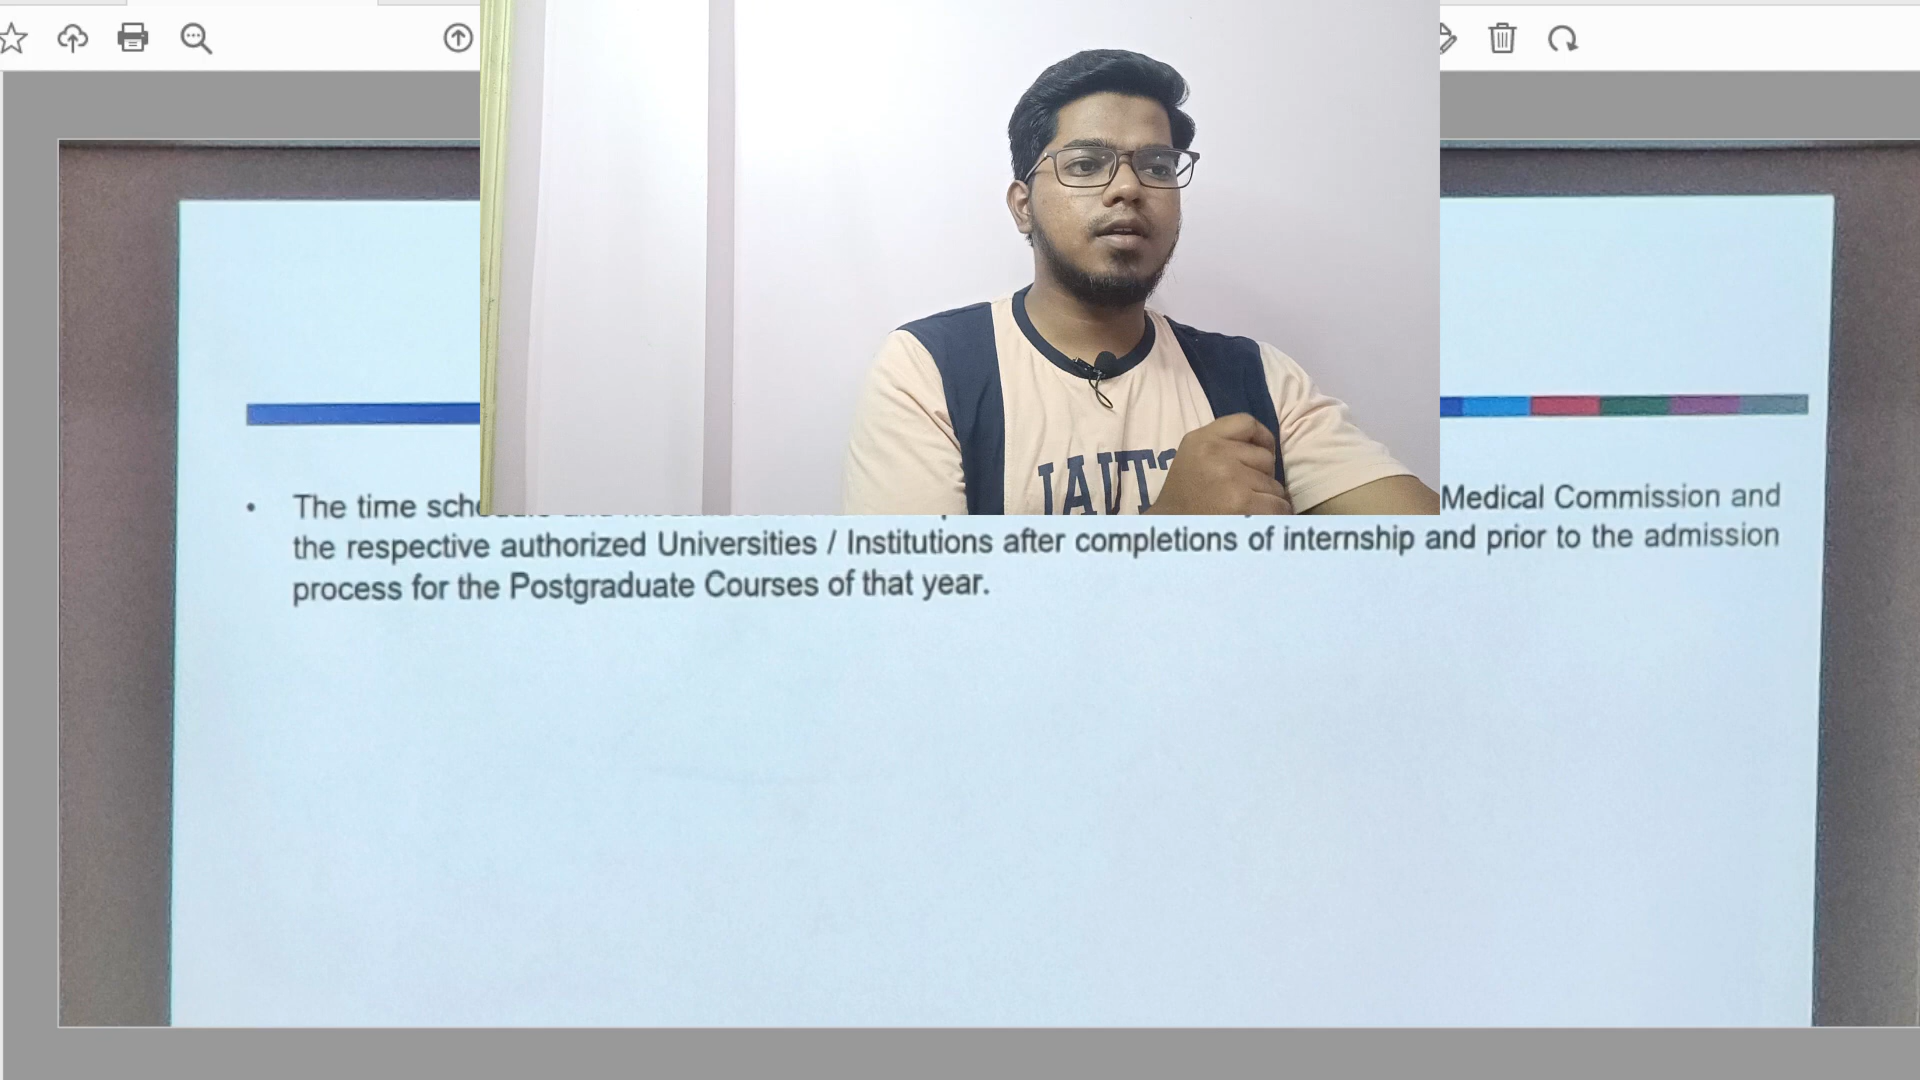 JAUT
The time Medical Commission and
the respective authorized Universities / Institutions after completions of internship and prior to the admission
process for the Postgraduate Courses of that year.